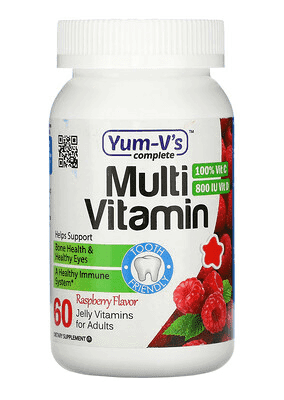 Yum-V's™
complete
Multi
Vitamin
100% Vit C
800 IU Vit D
Helps Support
Bone Health &
Healthy Eyes
A Healthy Immune
System*
TOOTH
FRIENDLY
60
Raspberry Flavor
Jelly Vitamins
for Adults
DIETARY SUPPLEMENT